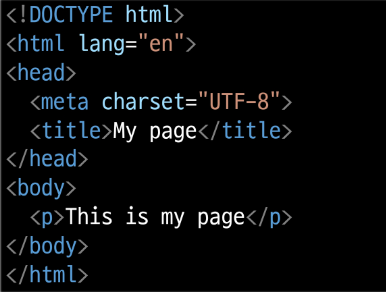 <!DOCTYPE html>
<html lang="en">
<head>
  <meta charset="UTF-8">
  <title>My page</title>
</head>
<body>
  <p>This is my page</p>
</body>
</html>